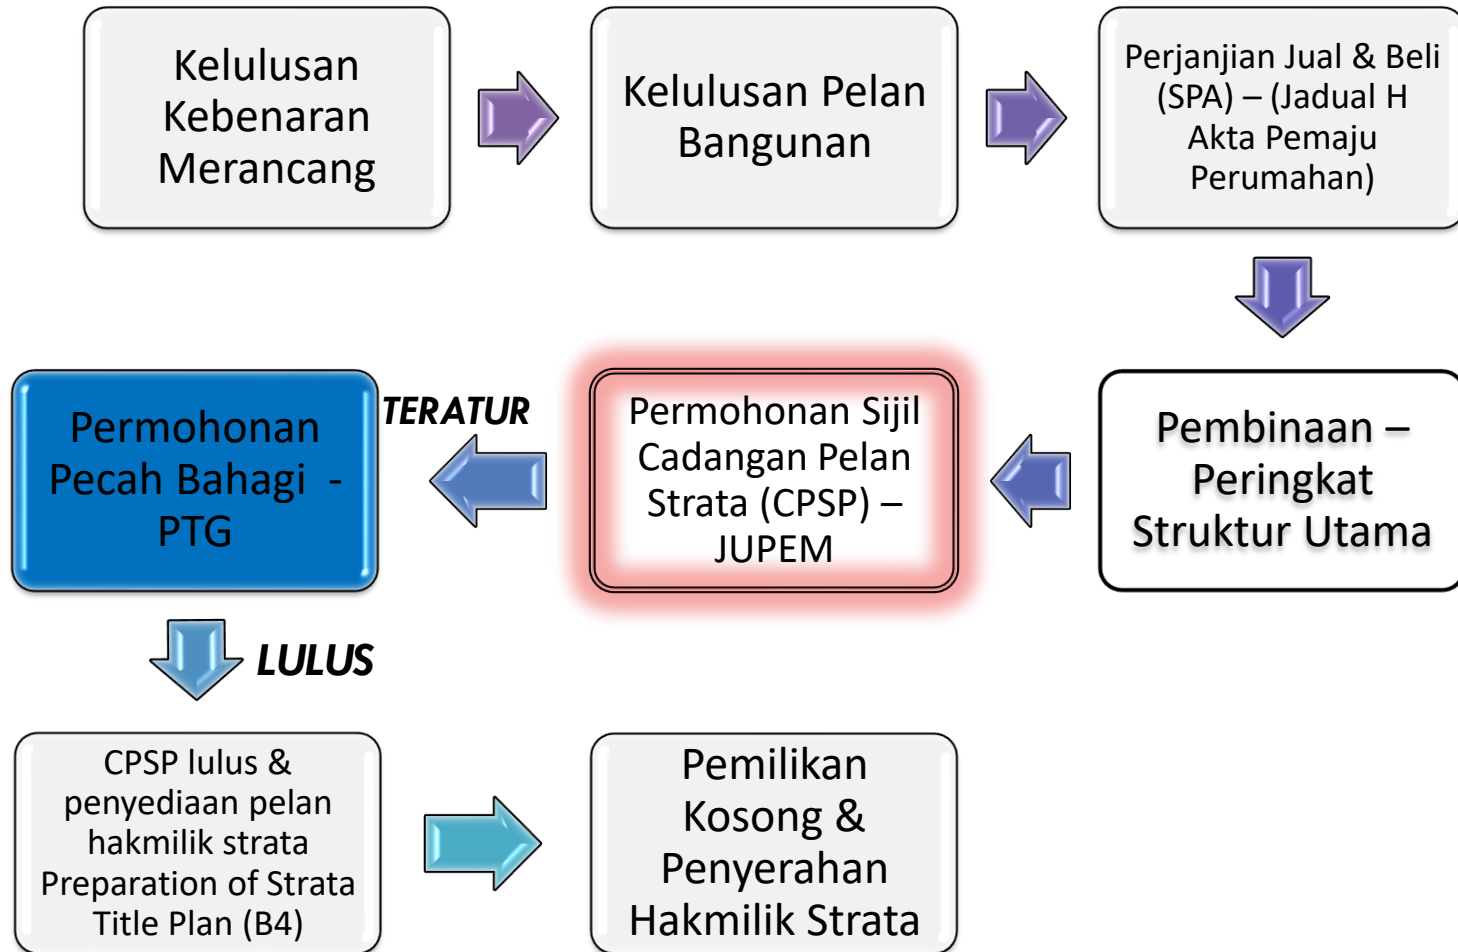 Kelulusan
Kebenaran
Merancang
Kelulusan Pelan
Bangunan
Perjanjian Jual & Beli
(SPA) – (Jadual H
Akta Pemaju
Perumahan)
Pembinaan –
Peringkat
Struktur Utama
Permohonan Sijil
Cadangan Pelan
Strata (CPSP) –
JUPEM
TERATUR
Permohonan
Pecah Bahagi -
PTG
LULUS
CPSP lulus &
penyediaan pelan
hakmilik strata
Preparation of Strata
Title Plan (B4)
Pemilikan
Kosong &
Penyerahan
Hakmilik Strata